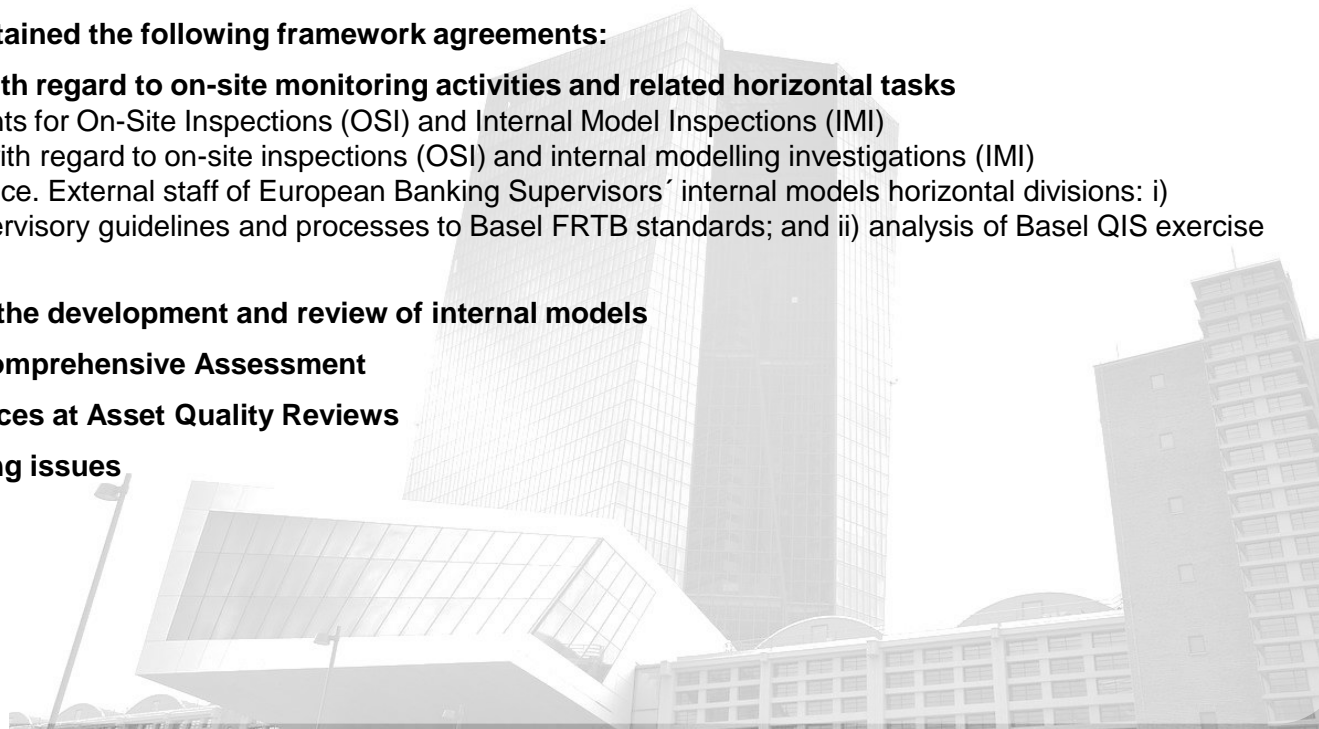 tained the following framework agreements:
th regard to on-site monitoring activities and related horizontal tasks
nts for On-Site Inspections (OSI) and Internal Model Inspections (IMI)
vith regard to on-site inspections (OSI) and internal modelling investigations (IMI)
ce. External staff of European Banking Supervisors´ internal models horizontal divisions: i)
ervisory guidelines and processes to Basel FRTB standards; and ii) analysis of Basel QIS exercise
the development and review of internal models
omprehensive Assessment
ces at Asset Quality Reviews
ng issues